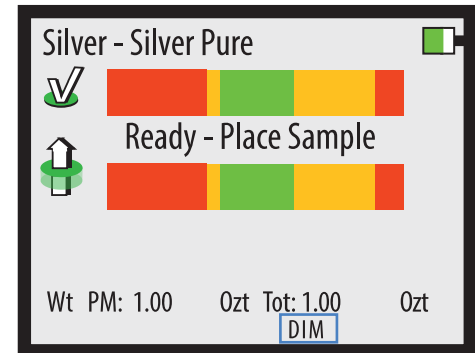 Silver - Silver Pure
Ready - Place Sample
Wt PM: 1.00 Ozt Tot: 1.00 Ozt
DIM